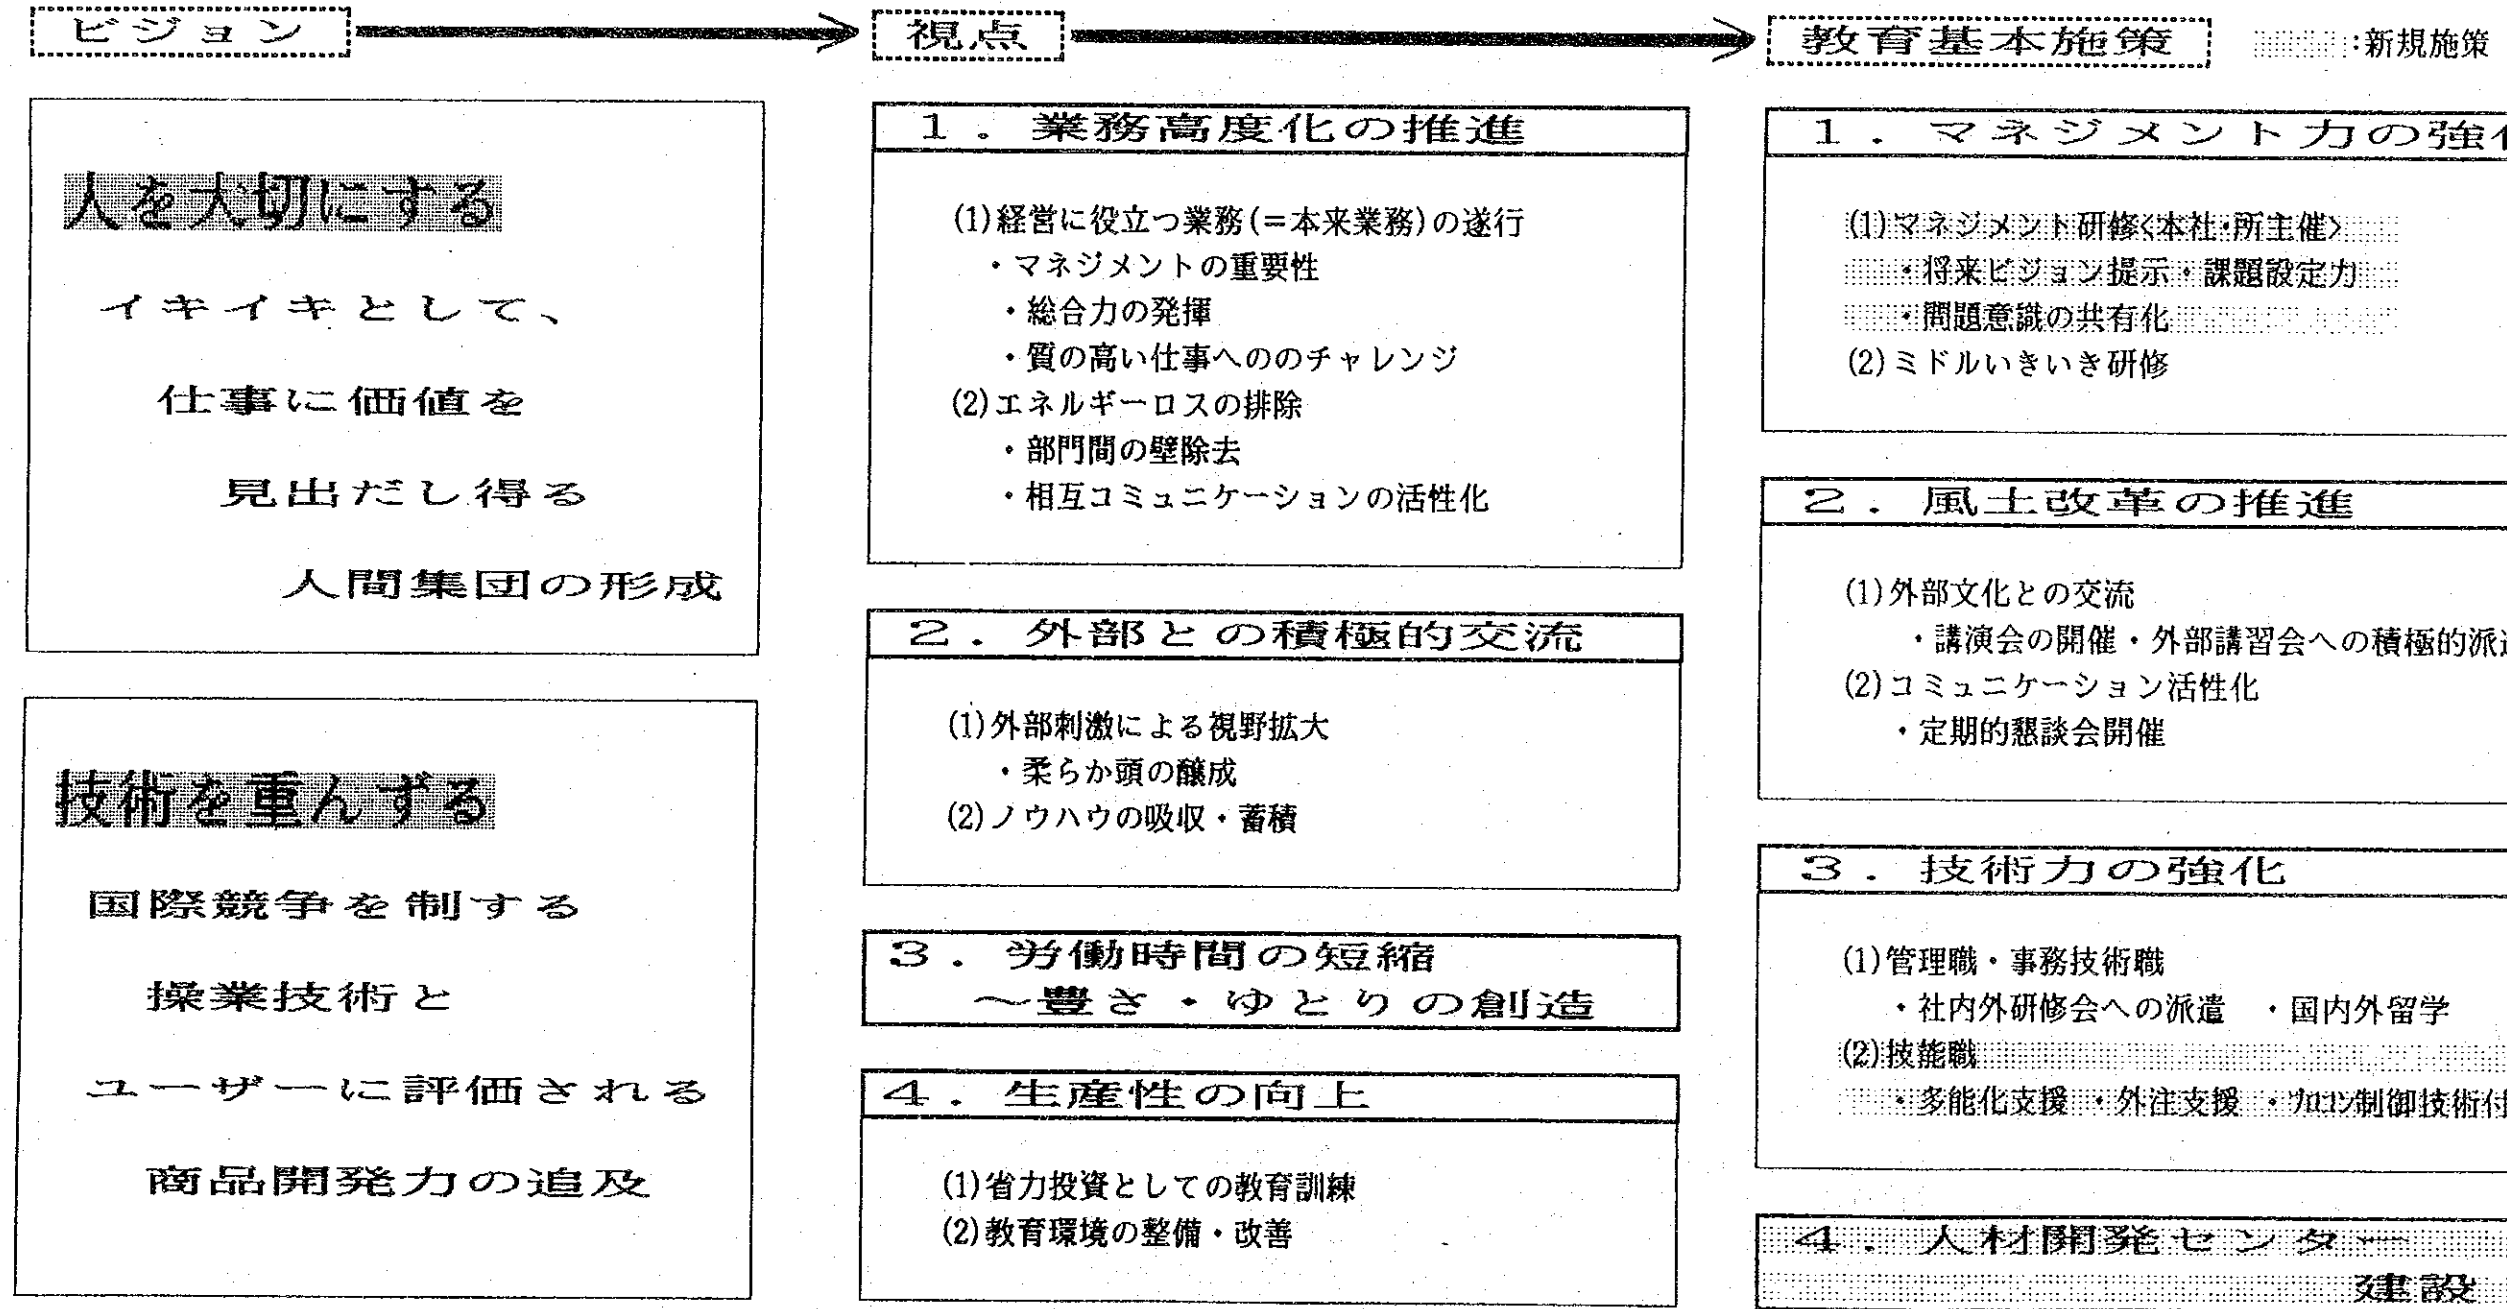 ビジョン
視点
教育基本施策
:新規施策
人を大切にする
イキイキとして、
仕事に価値を
見出だし得る
人間集団の形成
技術を重んずる
国際競争を制する
操業技術と
ユーザーに評価される
商品開発力の追及
1．業務高度化の推進
(1)経営に役立つ業務(=本来業務)の遂行
・マネジメントの重要性
・総合力の発揮
・質の高い仕事へののチャレンジ
(2)エネルギーロスの排除
・部門間の壁除去
・相互コミュニケーションの活性化
2．外部との積極的交流
(1)外部刺激による視野拡大
・柔らか頭の醸成
(2)ノウハウの吸収・蓄積
3．労働時間の短縮
～豊さ・ゆとりの創造
4．生産性の向上
(1)省力投資としての教育訓練
(2)教育環境の整備・改善
1．マネジメント力の強
(1)マネジメント研修<本社・所主催>
・将来ビジョン提示・課題設定力
・問題意識の共有化
(2)ミドルいきいき研修
2．風土改革の推進
(1)外部文化との交流
・講演会の開催・外部講習会への積極的派
(2)コミュニケーション活性化
・定期的懇談会開催
3．技術力の強化
(1)管理職・事務技術職
・社内外研修会への派遣 ・国内外留学
(2)技能職
・多能化支援 ・外注支援 ・プロコン制御技術付
4．人材開発センター
建設